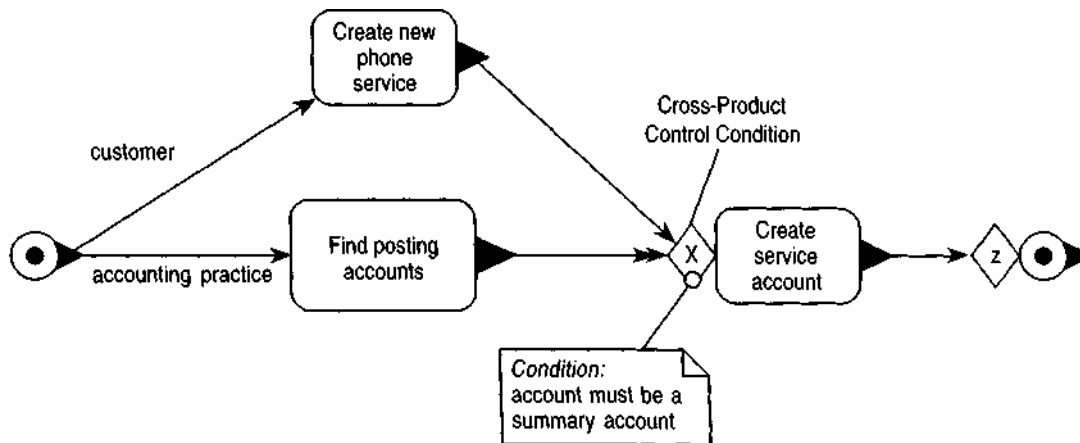 Create new
phone
service
Cross-Product
Control Condition
customer
Find posting
accounts
accounting practice
X
Create
service
account
z
Condition:
account must be a
summary account